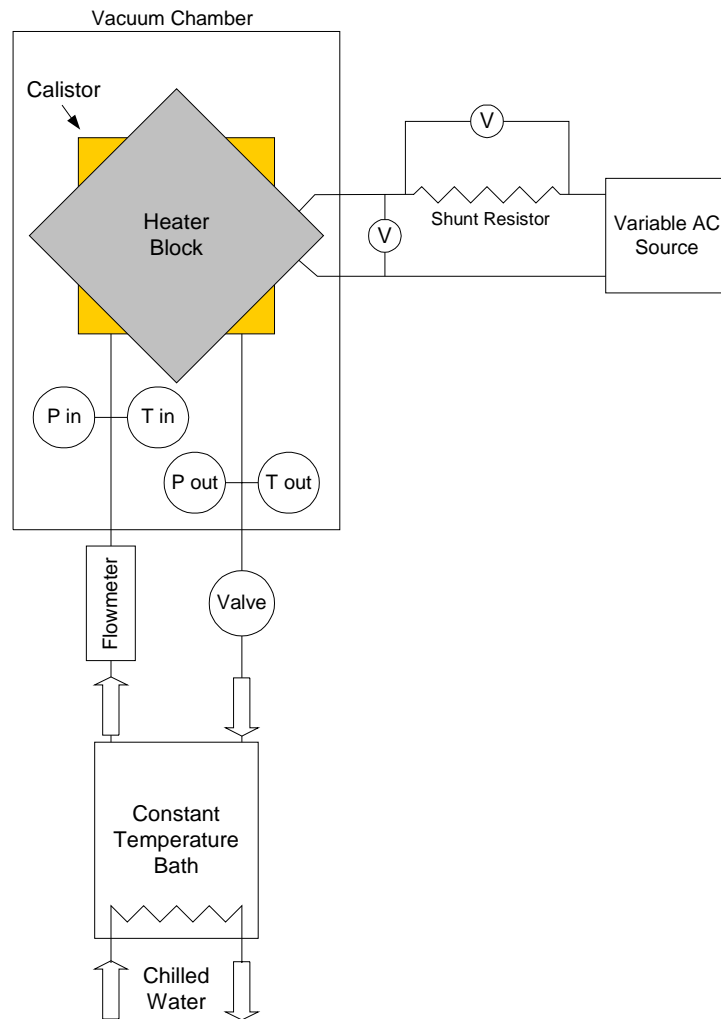 Vacuum Chamber
Calistor
Heater
Block
V
Shunt Resistor
V
Variable AC
Source
P in
T in
P out
T out
Flowmeter
Valve
Constant
Temperature
Bath
Chilled
Water